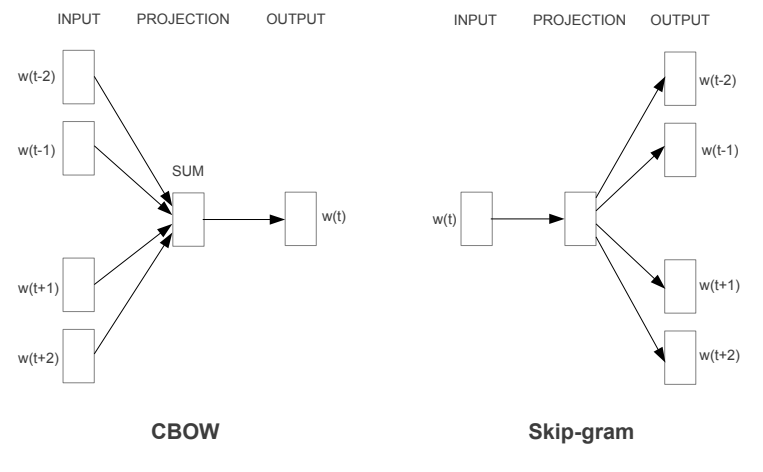 INPUT PROJECTION OUTPUT
w(t-2)
w(t-1)
SUM
w(t)
w(t+1)
w(t+2)
CBOW
INPUT PROJECTION OUTPUT
w(t-2)
w(t-1)
w(t)
w(t+1)
w(t+2)
Skip-gram